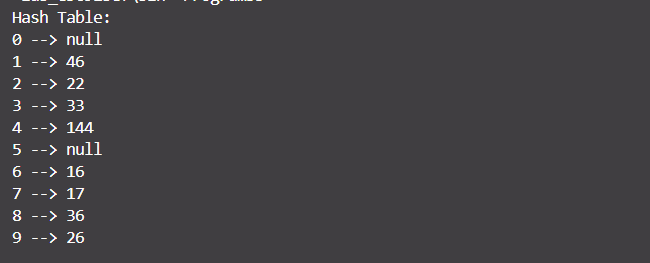 Hash Table:
0 --> null
1 --> 46
2 --> 22
3 --> 33
4 --> 144
5 --> null
6 --> 16
7 --> 17
8 --> 36
9 --> 26